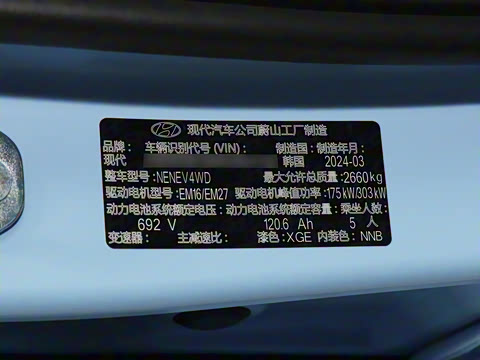 现代汽车公司蔚山工厂制造
品牌： 车辆识别代号 (VIN)： 制造国：制造年月：
现代 韩国 2024-03
整车型号：NENEV4WD 最大允许总质量：2660kg
驱动电机型号：EM16/EM27 驱动电机峰值功率：175kW/303kW
动力电池系统额定电压：动力电池系统额定容量：乘坐人数：
692 V 120.6 Ah 5 人
变速器： 主减速比： 漆色：XGE 内装色：NNB